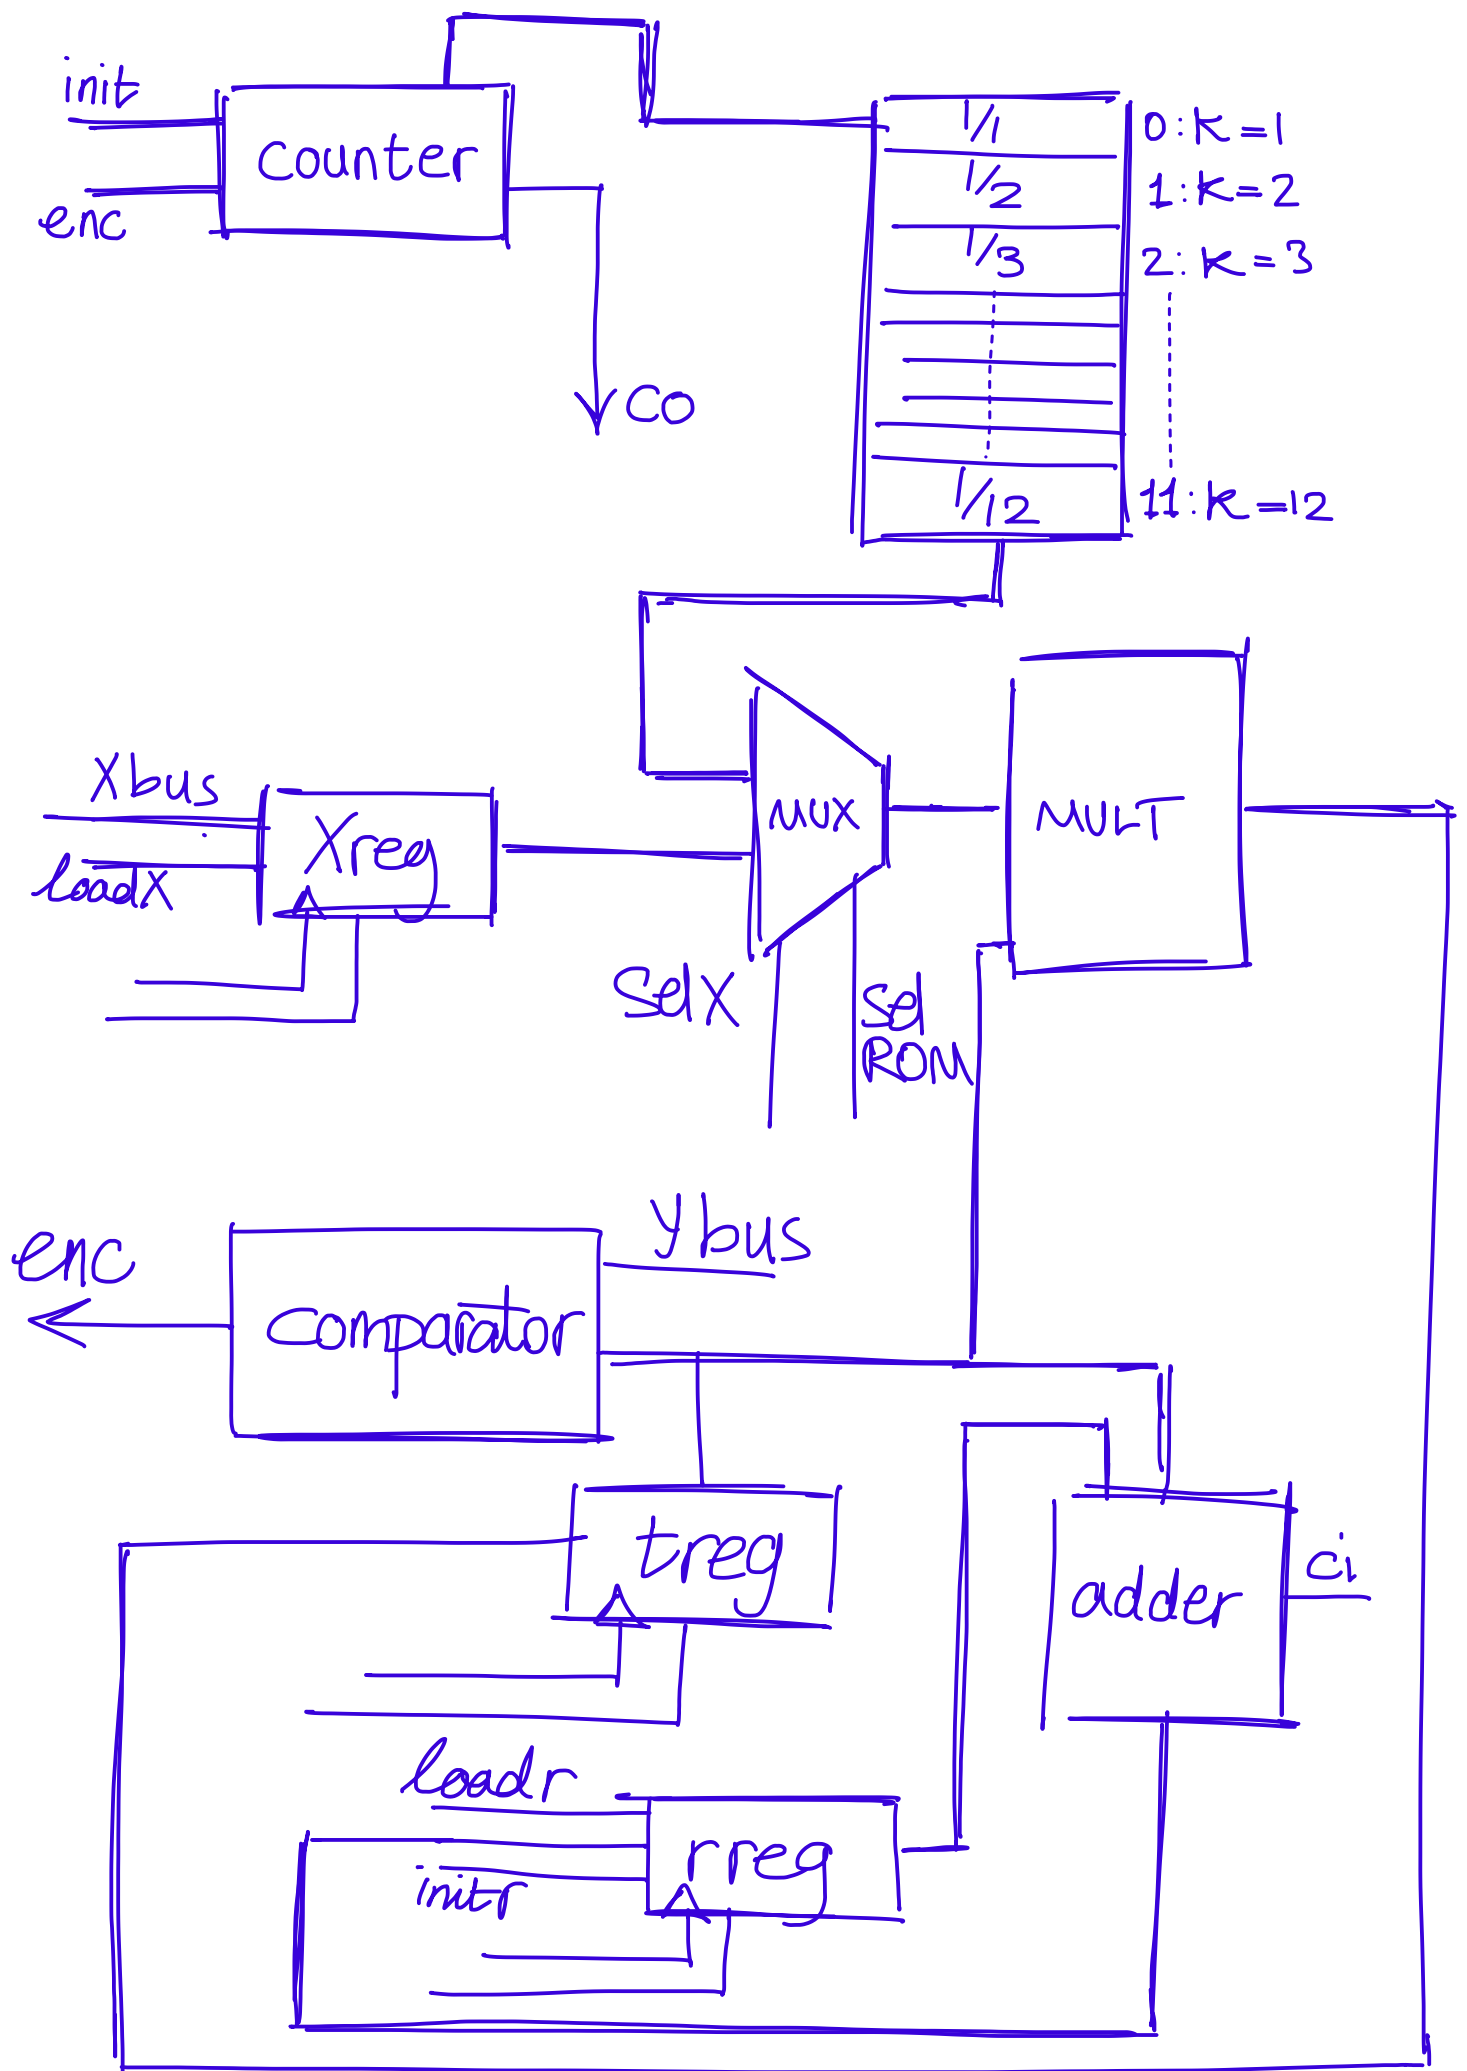 init
counter
enc
co
1/1
1/2
1/3
1/12
0:K=1
1:K=2
2:K=3
11:K=12
Xbus
loadX
Xreg
MUX
MULT
SelX
sel
ROM
enc
Ybus
comparator
treg
adder
ci
loadr
rreg
initr